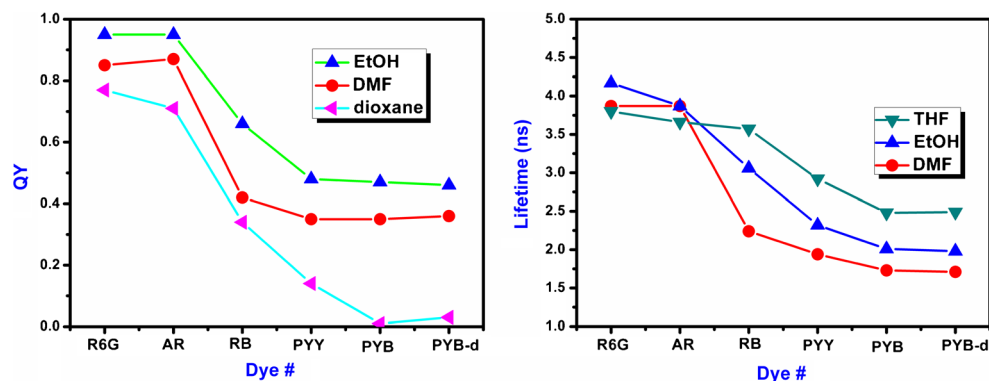 1.0
0.8
0.6
0.4
0.2
0.0
QY
EtOH
DMF
dioxane
R6G AR RB PYY PYB PYB-d
Dye #
5.0
4.5
4.0
3.5
3.0
2.5
2.0
1.5
1.0
Lifetime (ns)
THF
EtOH
DMF
R6G AR RB PYY PYB PYB-d
Dye #